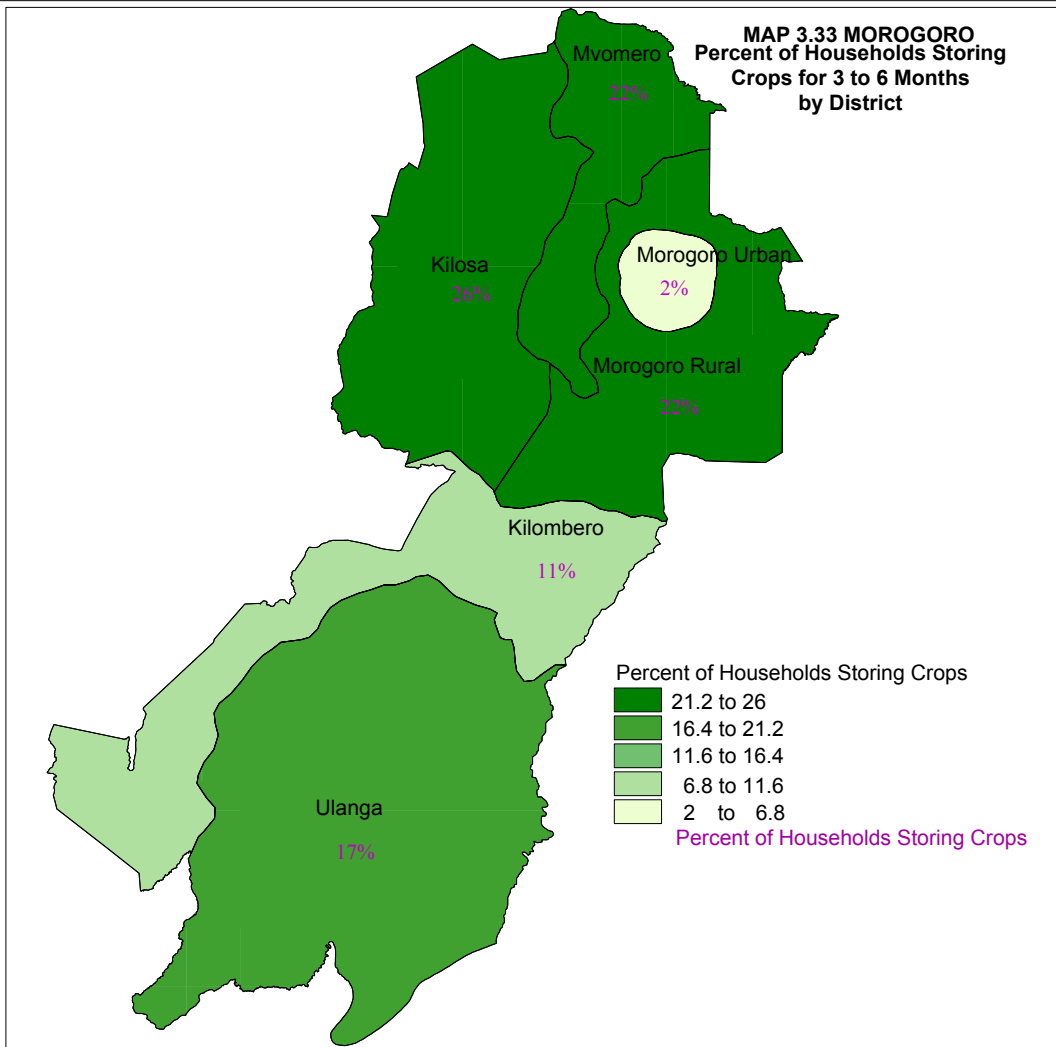 MAP 3.33 MOROGORO
Percent of Households Storing
Crops for 3 to 6 Months
by District
Mvomero
22%
Morogoro Urban
2%
Kilosa
26%
Morogoro Rural
22%
Kilombero
11%
Ulanga
17%
Percent of Households Storing Crops
21.2 to 26
16.4 to 21.2
11.6 to 16.4
6.8 to 11.6
2 to 6.8
Percent of Households Storing Crops